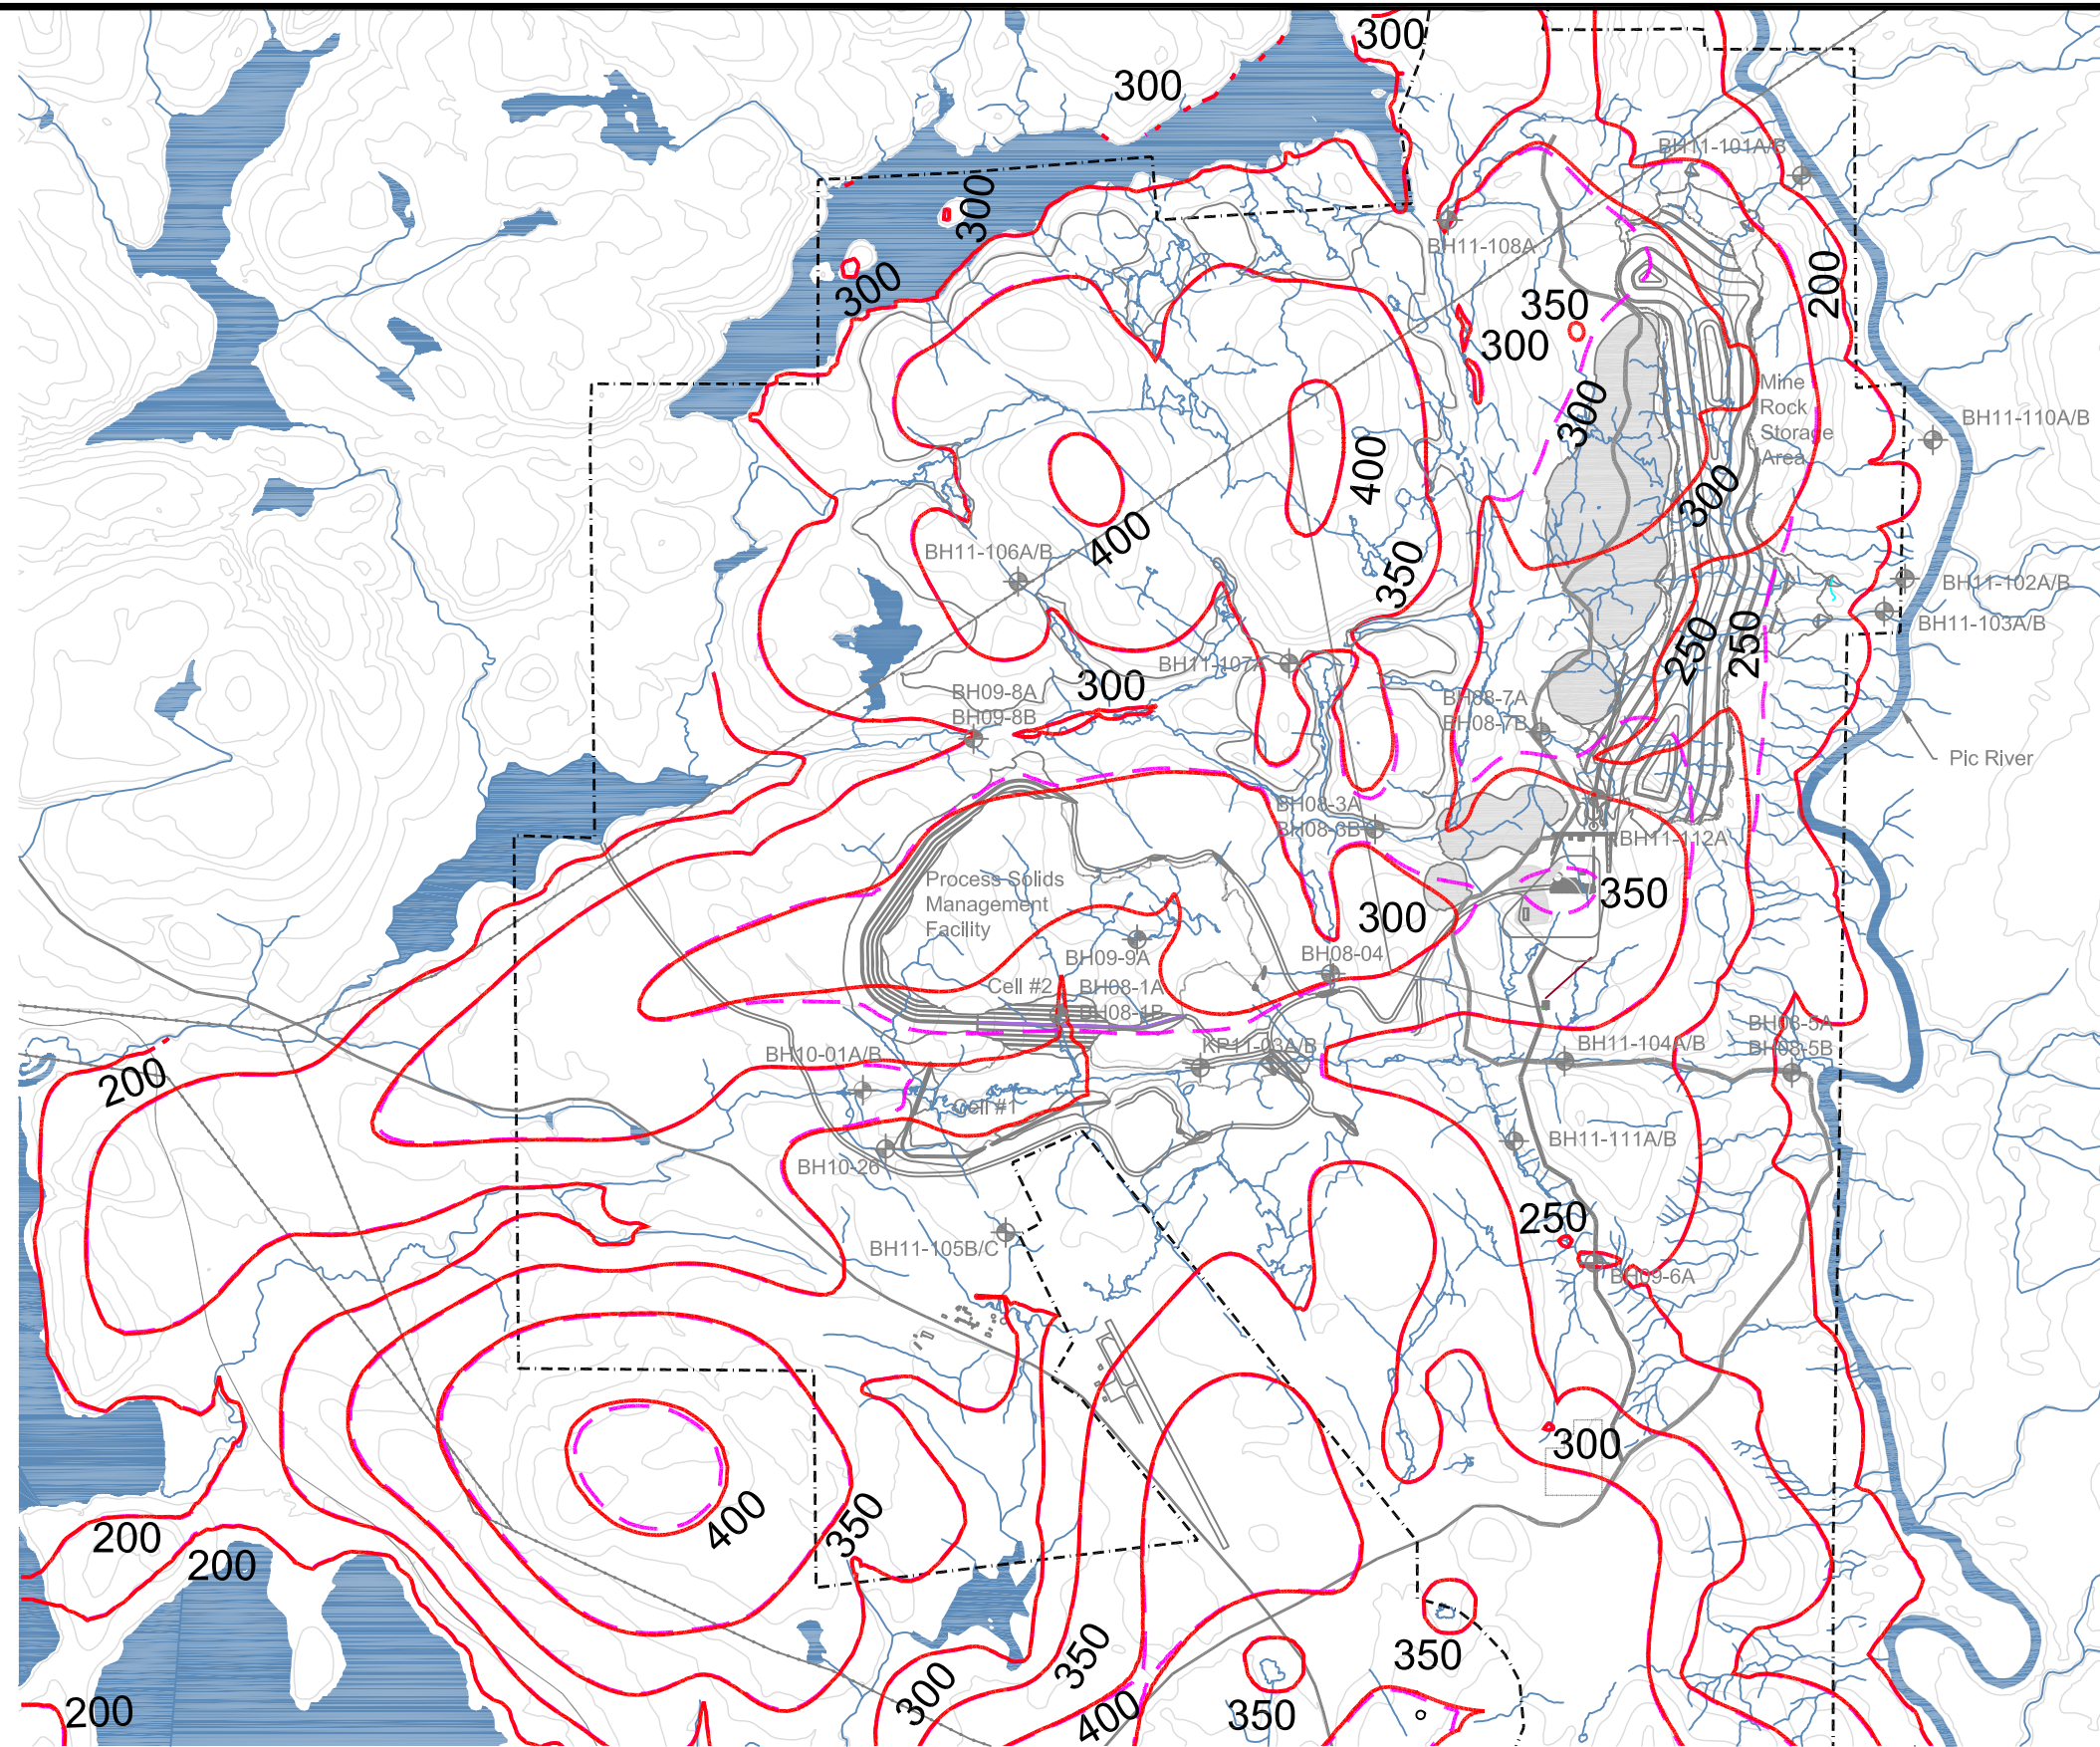 300
300
BH11-101A/B
300
BH11-108A
200
300
350
300
Mine
Rock
Storage
Area
300
BH11-110A/B
400
300
400
BH11-106A/B
350
BH11-102A/B
BH11-103A/B
250
250
BH11-107A
300
BH09-8A
BH09-8B
BH08-7A
BH08-7B
Pic River
BH08-3A
BH08-3B
BH11-112A
Process Solids
Management
Facility
350
300
BH09-9A
BH08-04
Cell #2
BH08-1A
BH08-1B
BH08-5A
BH08-5B
KP11-03A/B
BH11-104A/B
BH10-01A/B
200
Cell #1
BH11-111A/B
BH10-26
250
BH11-105B/C
BH09-6A
300
400
350
200
200
350
350
300
400
350
200